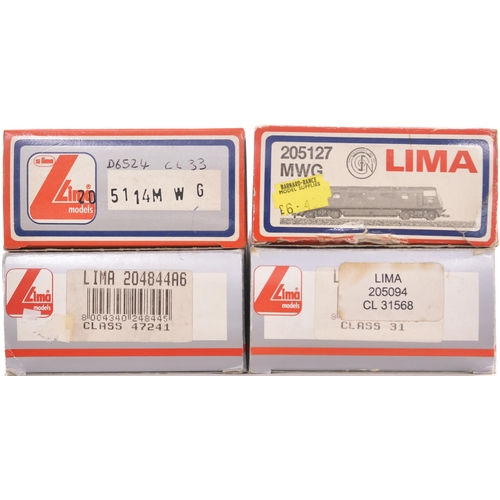 lima
Lima
models
D6524 CL 33
20 5114M W G
205127
MWG
LIMA
BARNARD-RANCE
MODEL SUPPLIES
£6.
Lima
models
LIMA 204844A6
8 004340 248445
CLASS 47241
Lima
models
LIMA
205094
CL 31568
CLASS 31